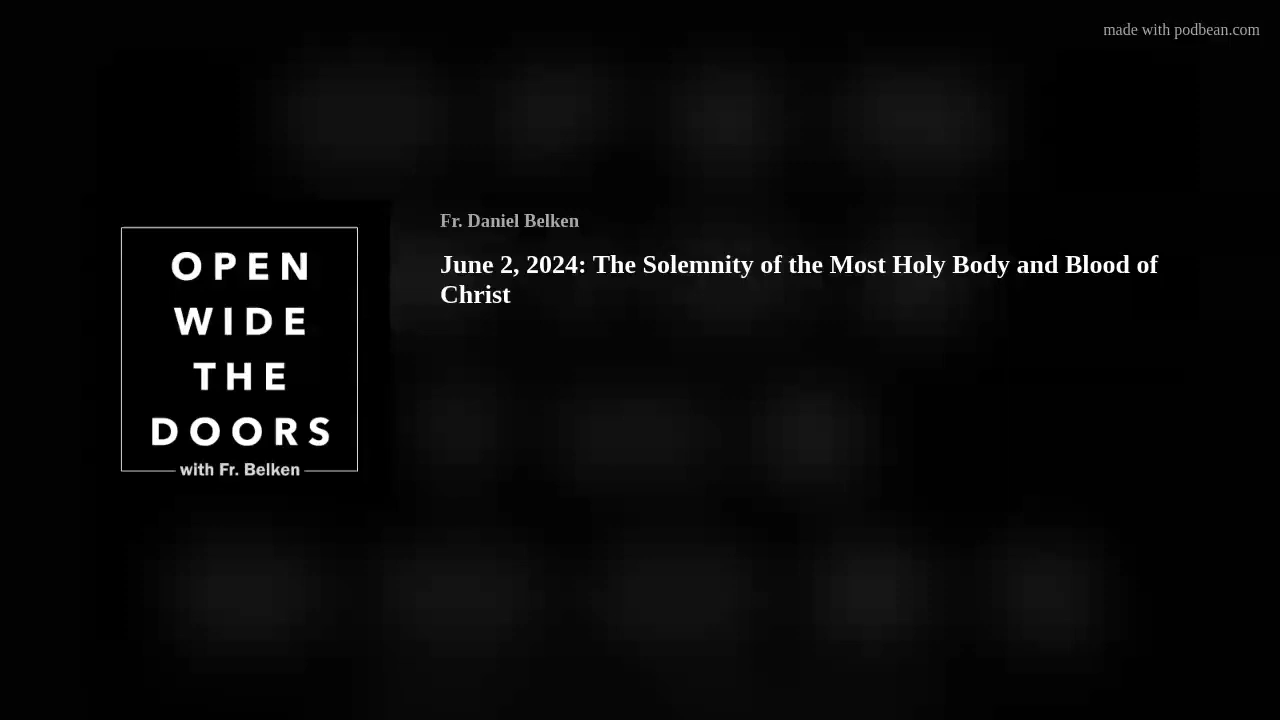 made with podbean.com
Fr. Daniel Belken
June 2, 2024: The Solemnity of the Most Holy Body and Blood of
Christ
OPEN
WIDE
THE
DOORS
with Fr. Belken